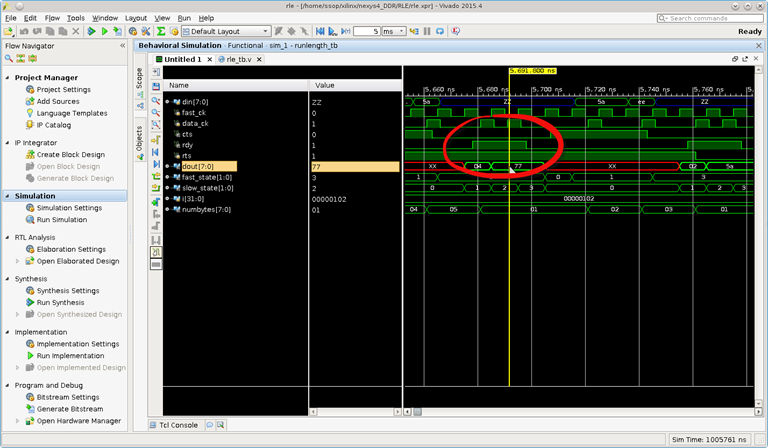 rle - [/home/ssop/xilinx/nexys4_DDR/RLE/rle.xpr] - Vivado 2015.4
File Edit Flow Tools Window Layout View Run Help
Search commands
Default Layout 5 ms Ready
Flow Navigator
Behavioral Simulation - Functional - sim_1 - runlength_tb
Untitled 1 rle_tb.v
Project Manager
Project Settings
Add Sources
Language Templates
IP Catalog
IP Integrator
Create Block Design
Open Block Design
Generate Block Design
Simulation
Simulation Settings
Run Simulation
RTL Analysis
Elaboration Settings
Open Elaborated Design
Synthesis
Synthesis Settings
Run Synthesis
Open Synthesized Design
Implementation
Implementation Settings
Run Implementation
Open Implemented Design
Program and Debug
Bitstream Settings
Generate Bitstream
Open Hardware Manager
Scope
Objects
Name Value
din[7:0] ZZ
fast_ck 0
data_ck 1
cts 0
rdy 1
rts 1
dout[7:0] 77
fast_state[1:0] 3
slow_state[1:0] 2
i[31:0] 00000102
numbytes[7:0] 01
5,691.800 ns
5,660 ns 5,680 ns 5,700 ns 5,720 ns 5,740 ns 5,760 ns
5a ZZ 5a ee ZZ
XX 04 77 XX 02 5a
1 3 0 1 3
0 1 2 3 0 1 2 3
00000102
04 05 01 02 03 01
Tcl Console
Sim Time: 1005761 ns